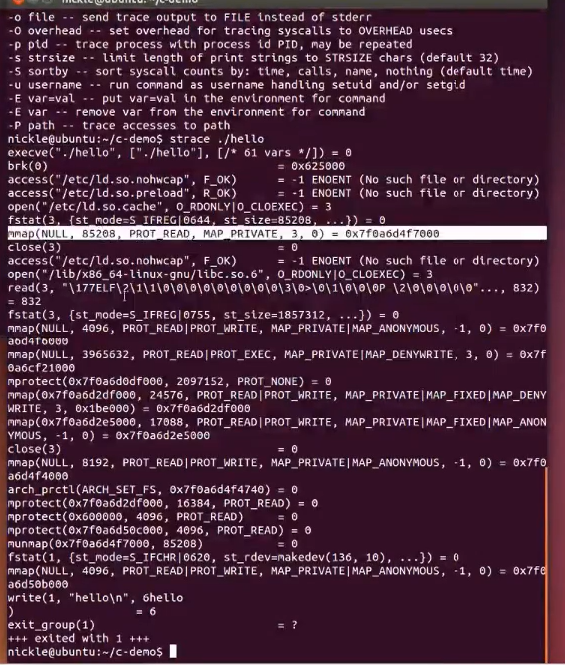 nickle@ubuntu: ~/c-demo
-o file -- send trace output to FILE instead of stderr
-O overhead -- set overhead for tracing syscalls to OVERHEAD usecs
-p pid -- trace process with process id PID, may be repeated
-s strsize -- limit length of print strings to STRSIZE chars (default 32)
-S sortby -- sort syscall counts by: time, calls, name, nothing (default time)
-u username -- run command as username handling setuid and/or setgid
-E var=val -- put var=val in the environment for command
-E var -- remove var from the environment for command
-P path -- trace accesses to path
nickle@ubuntu:~/c-demo$ strace ./hello
execve("./hello", ["./hello"], [/* 61 vars */]) = 0
brk(0) = 0x625000
access("/etc/ld.so.nohwcap", F_OK) = -1 ENOENT (No such file or directory)
access("/etc/ld.so.preload", R_OK) = -1 ENOENT (No such file or directory)
open("/etc/ld.so.cache", O_RDONLY|O_CLOEXEC) = 3
fstat(3, {st_mode=S_IFREG|0644, st_size=85208, ...}) = 0
mmap(NULL, 85208, PROT_READ, MAP_PRIVATE, 3, 0) = 0x7f0a6d4f7000
close(3) = 0
access("/etc/ld.so.nohwcap", F_OK) = -1 ENOENT (No such file or directory)
open("/lib/x86_64-linux-gnu/libc.so.6", O_RDONLY|O_CLOEXEC) = 3
read(3, "\177ELF\2\1\1\0\0\0\0\0\0\0\0\0\3\0>\0\1\0\0\0P \2\0\0\0\0\0"..., 832)
= 832
fstat(3, {st_mode=S_IFREG|0755, st_size=1857312, ...}) = 0
mmap(NULL, 4096, PROT_READ|PROT_WRITE, MAP_PRIVATE|MAP_ANONYMOUS, -1, 0) = 0x7f0
a6d4f6000
mmap(NULL, 3965632, PROT_READ|PROT_EXEC, MAP_PRIVATE|MAP_DENYWRITE, 3, 0) = 0x7f
0a6cf21000
mprotect(0x7f0a6d0df000, 2097152, PROT_NONE) = 0
mmap(0x7f0a6d2df000, 24576, PROT_READ|PROT_WRITE, MAP_PRIVATE|MAP_FIXED|MAP_DENY
WRITE, 3, 0x1be000) = 0x7f0a6d2df000
mmap(0x7f0a6d2e5000, 17088, PROT_READ|PROT_WRITE, MAP_PRIVATE|MAP_FIXED|MAP_ANON
YMOUS, -1, 0) = 0x7f0a6d2e5000
close(3) = 0
mmap(NULL, 8192, PROT_READ|PROT_WRITE, MAP_PRIVATE|MAP_ANONYMOUS, -1, 0) = 0x7f0
a6d4f4000
arch_prctl(ARCH_SET_FS, 0x7f0a6d4f4740) = 0
mprotect(0x7f0a6d2df000, 16384, PROT_READ) = 0
mprotect(0x600000, 4096, PROT_READ) = 0
mprotect(0x7f0a6d50c000, 4096, PROT_READ) = 0
munmap(0x7f0a6d4f7000, 85208) = 0
fstat(1, {st_mode=S_IFCHR|0620, st_rdev=makedev(136, 10), ...}) = 0
mmap(NULL, 4096, PROT_READ|PROT_WRITE, MAP_PRIVATE|MAP_ANONYMOUS, -1, 0) = 0x7f0
a6d50b000
write(1, "hello\n", 6hello
) = 6
exit_group(1) = ?
+++ exited with 1 +++
nickle@ubuntu:~/c-demo$